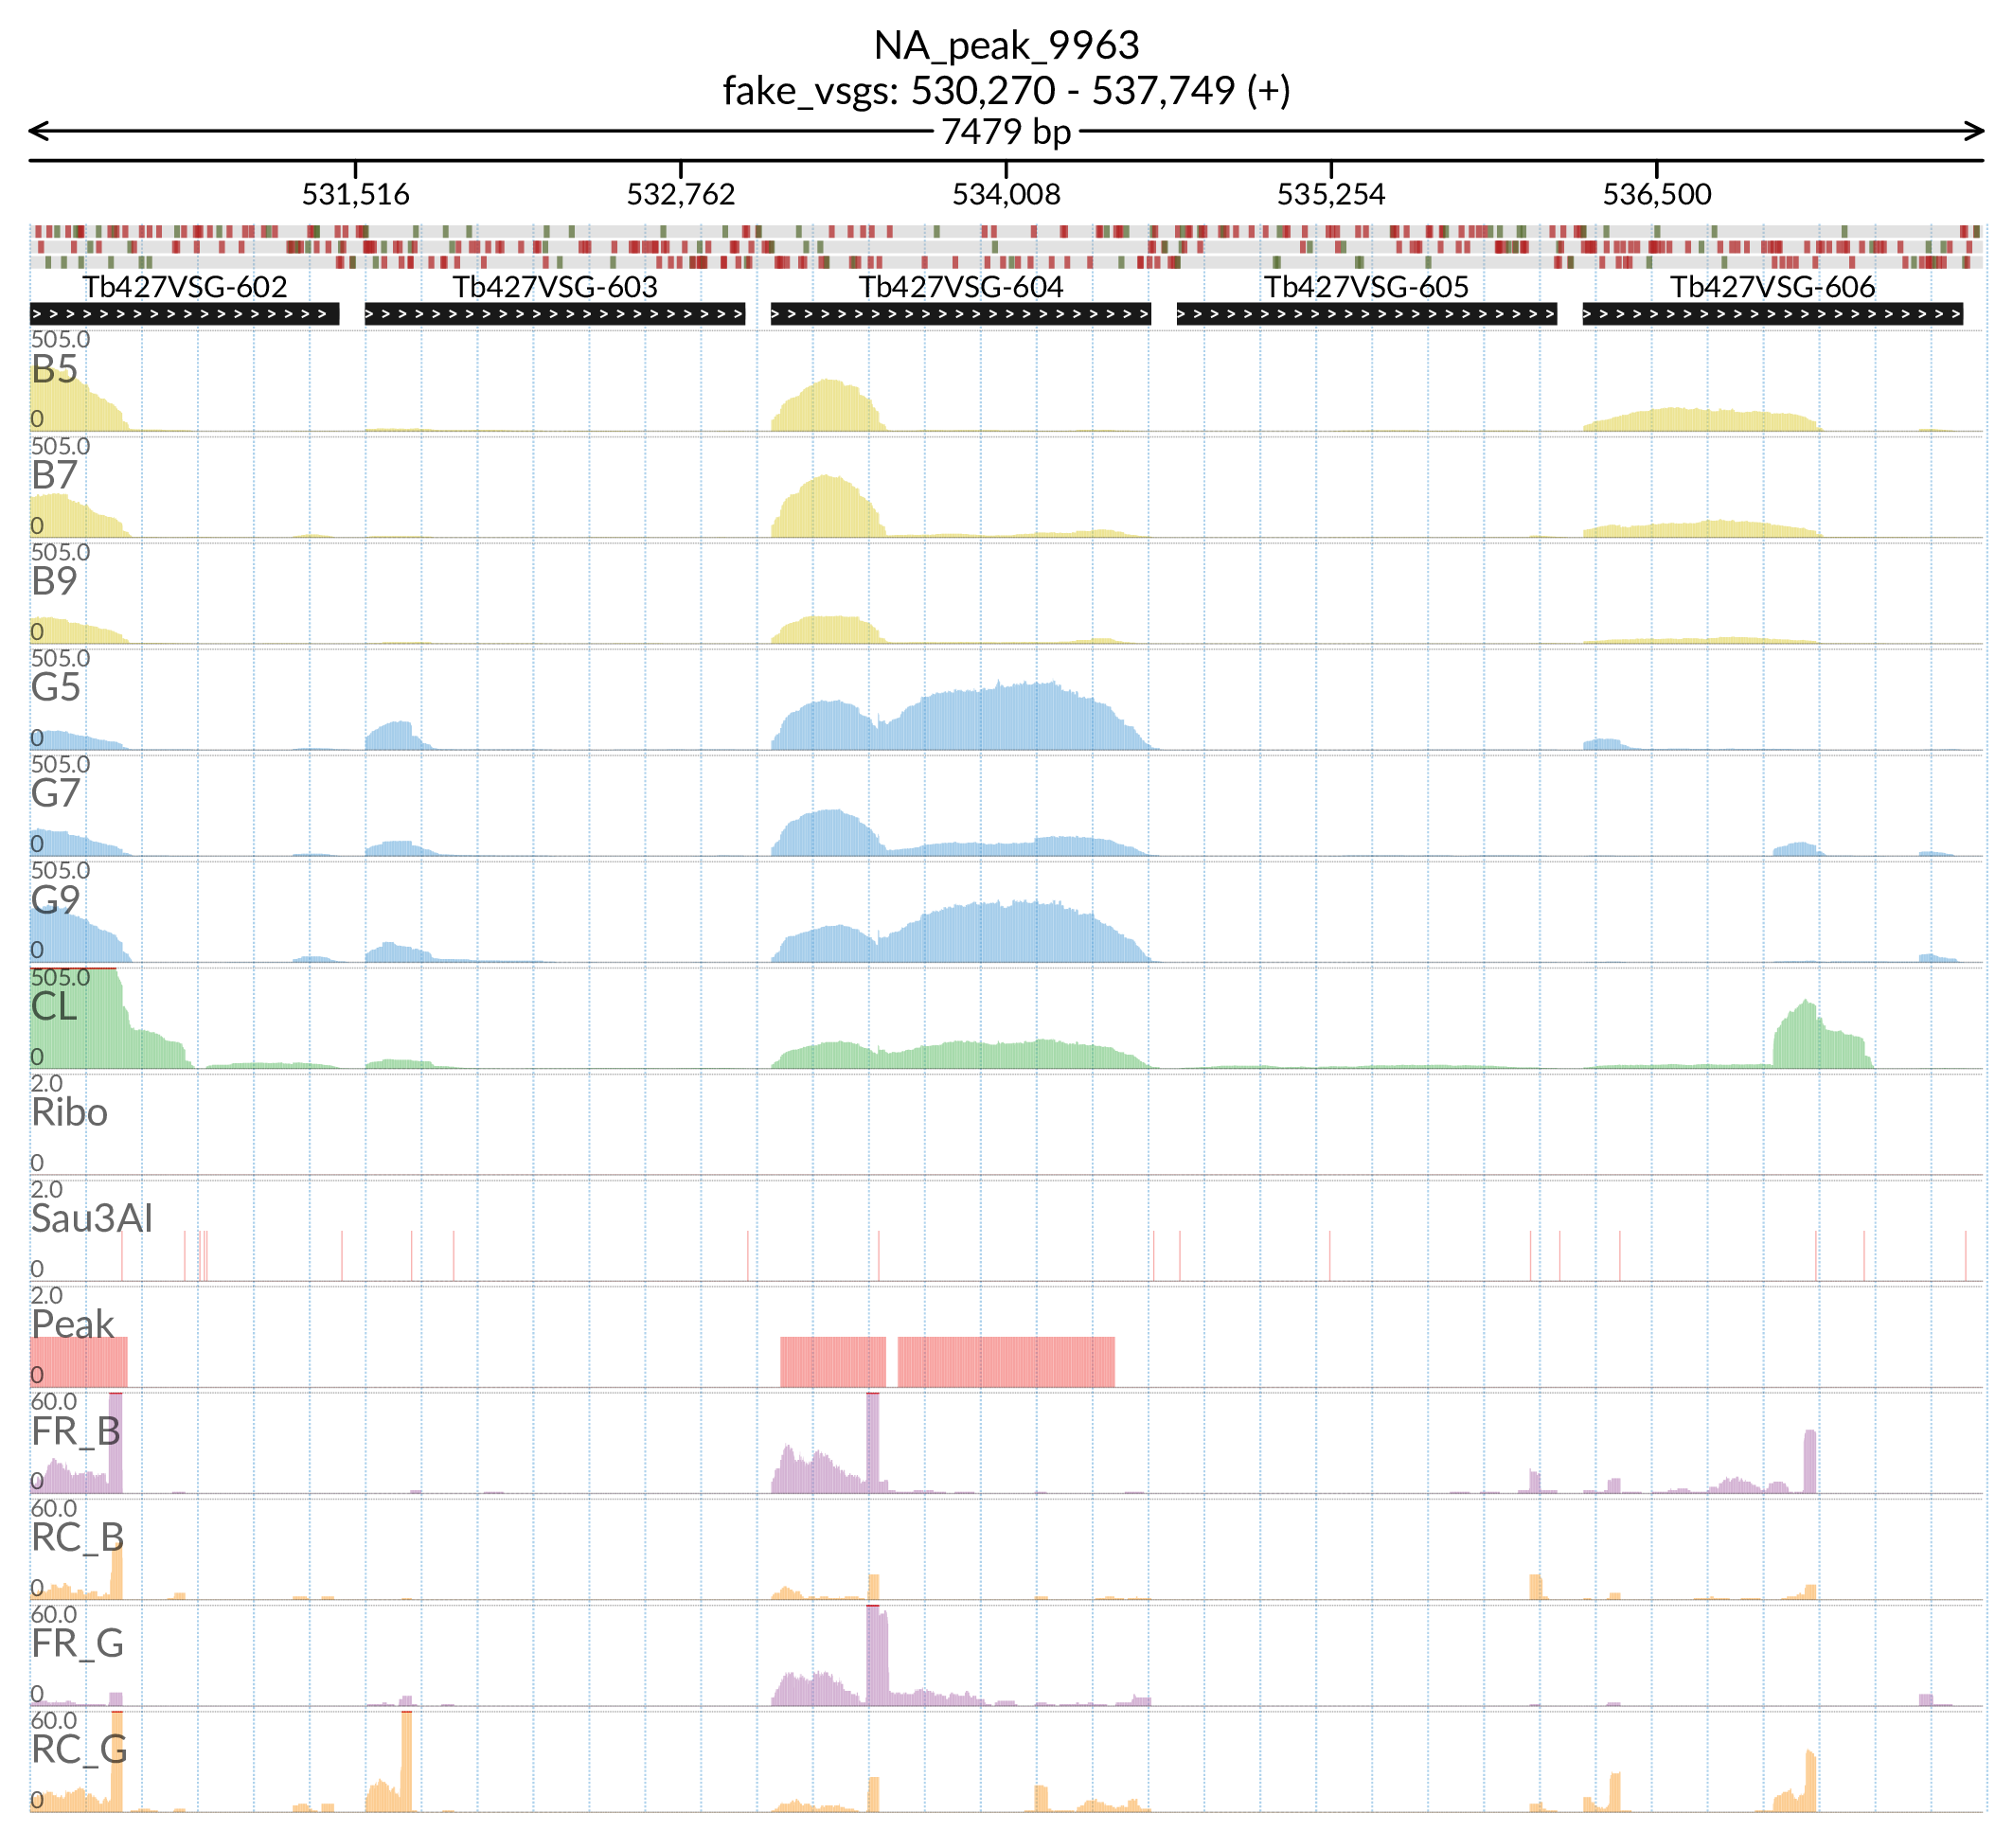 NA_peak_9963
fake_vsgs: 530,270 - 537,749 (+)
7479 bp
531,516 532,762 534,008 535,254 536,500
Tb427VSG-602 Tb427VSG-603 Tb427VSG-604 Tb427VSG-605 Tb427VSG-606
505.0
B5
0
505.0
B7
0
505.0
B9
0
505.0
G5
0
505.0
G7
0
505.0
G9
0
505.0
CL
0
2.0
Ribo
0
2.0
Sau3AI
0
2.0
Peak
0
60.0
FR_B
0
60.0
RC_B
0
60.0
FR_G
0
60.0
RC_G
0